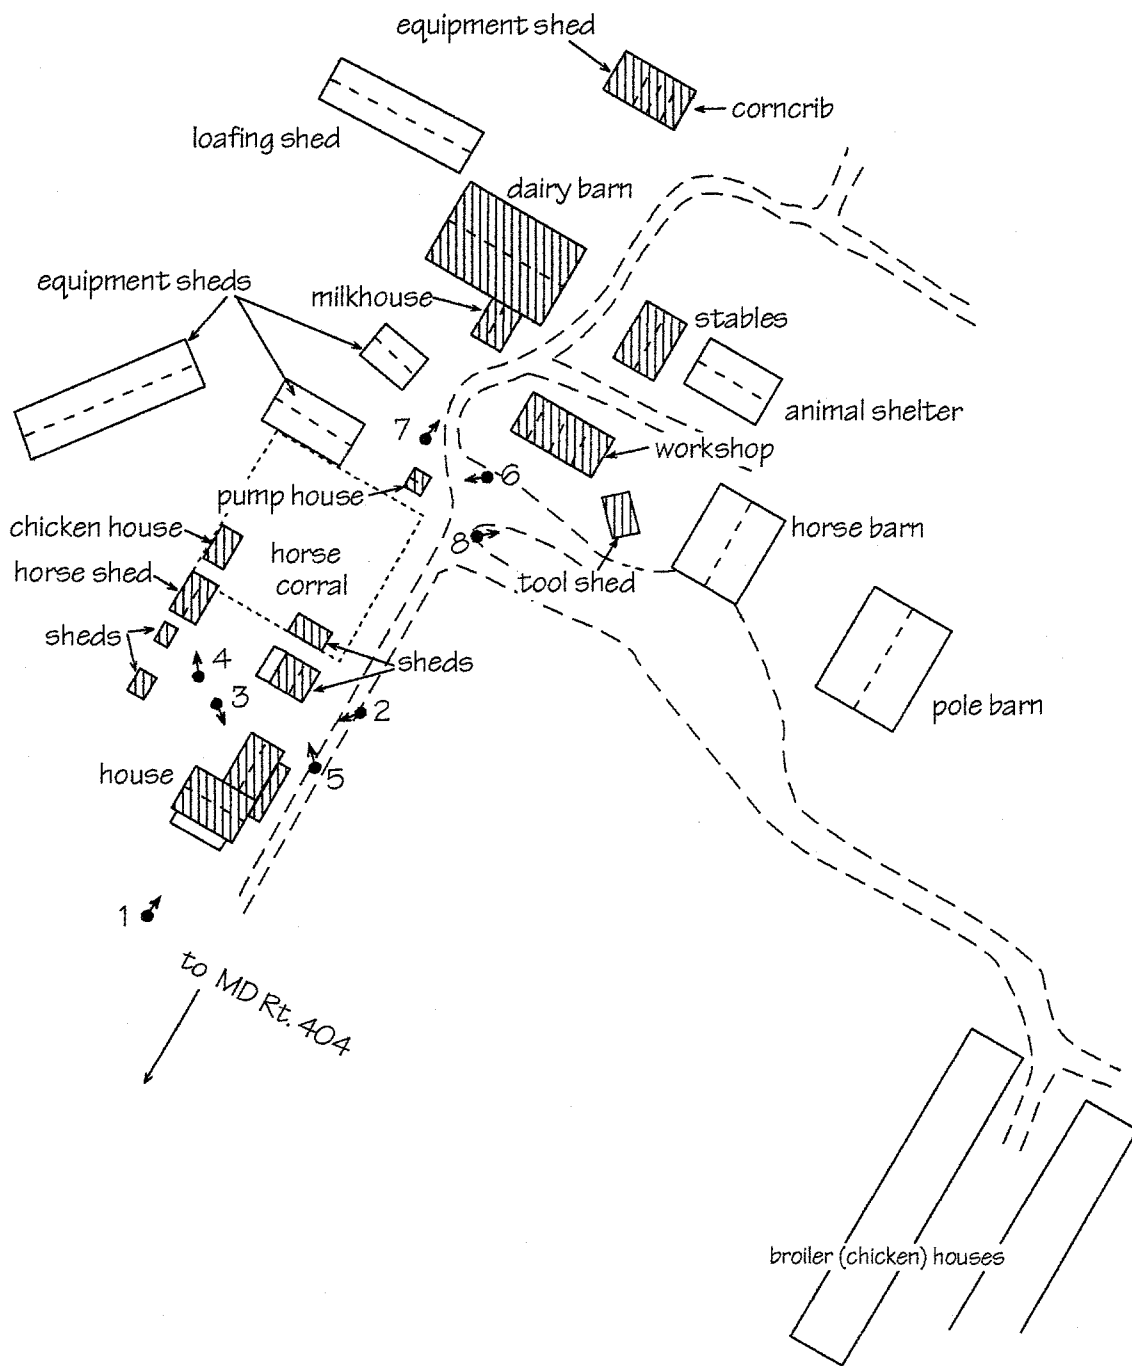 equipment shed
corncrib
loafing shed
dairy barn
equipment sheds
milkhouse
stables
animal shelter
7
workshop
6
pump house
chicken house
horse barn
8
horse
corral
horse shed
tool shed
sheds
4
sheds
3
2
pole barn
house
5
1
to MD Rt. 404
broiler (chicken) houses